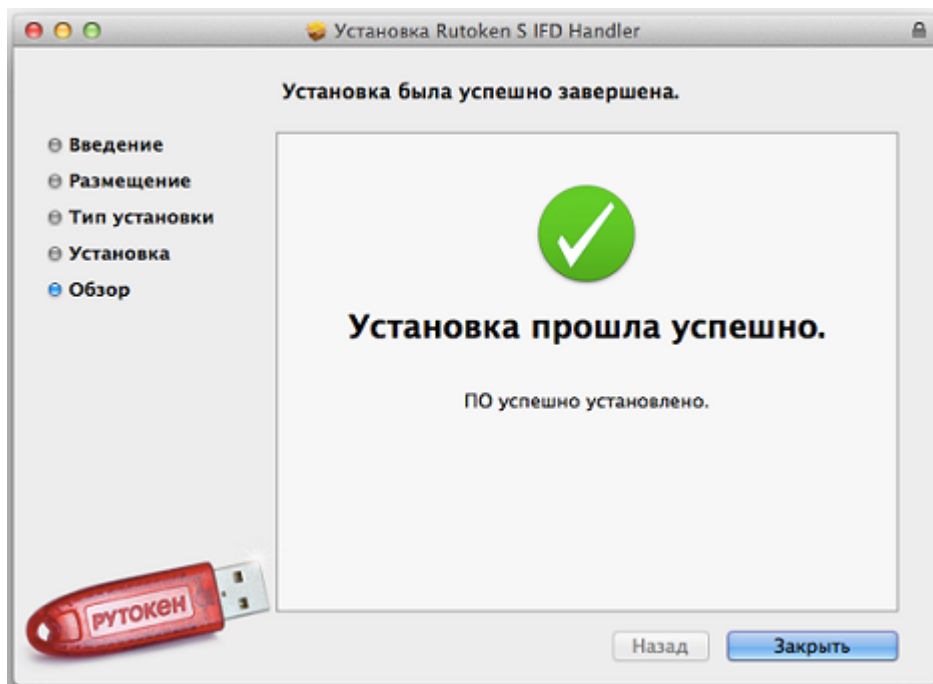 Установка Rutoken S IFD Handler
Установка была успешно завершена.
Введение
Размещение
Тип установки
Установка
Обзор
Установка прошла успешно.
ПО успешно установлено.
РУТОКЕН
Назад
Закрыть